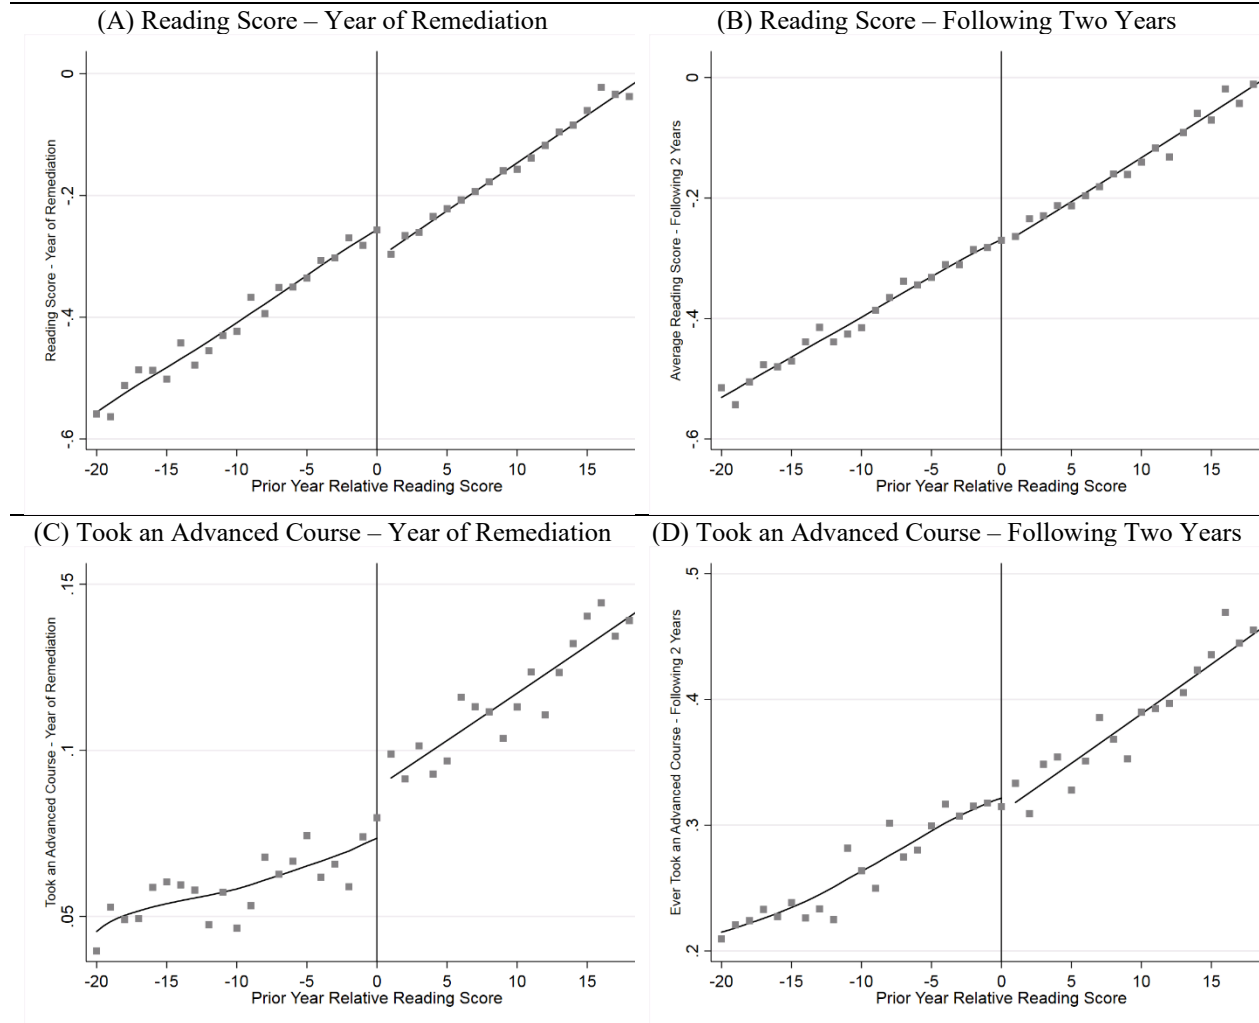 (A) Reading Score – Year of Remediation
Reading Score - Year of Remediation
0
-.2
-.4
-.6
-20 -15 -10 -5 0 5 10 15
Prior Year Relative Reading Score
(B) Reading Score – Following Two Years
Average Reading Score - Following 2 Years
0
-.2
-.4
-.6
-20 -15 -10 -5 0 5 10 15
Prior Year Relative Reading Score
(C) Took an Advanced Course – Year of Remediation
Took an Advanced Course - Year of Remediation
.15
.1
.05
-20 -15 -10 -5 0 5 10 15
Prior Year Relative Reading Score
(D) Took an Advanced Course – Following Two Years
Ever Took an Advanced Course - Following 2 Years
.5
.4
.3
.2
-20 -15 -10 -5 0 5 10 15
Prior Year Relative Reading Score